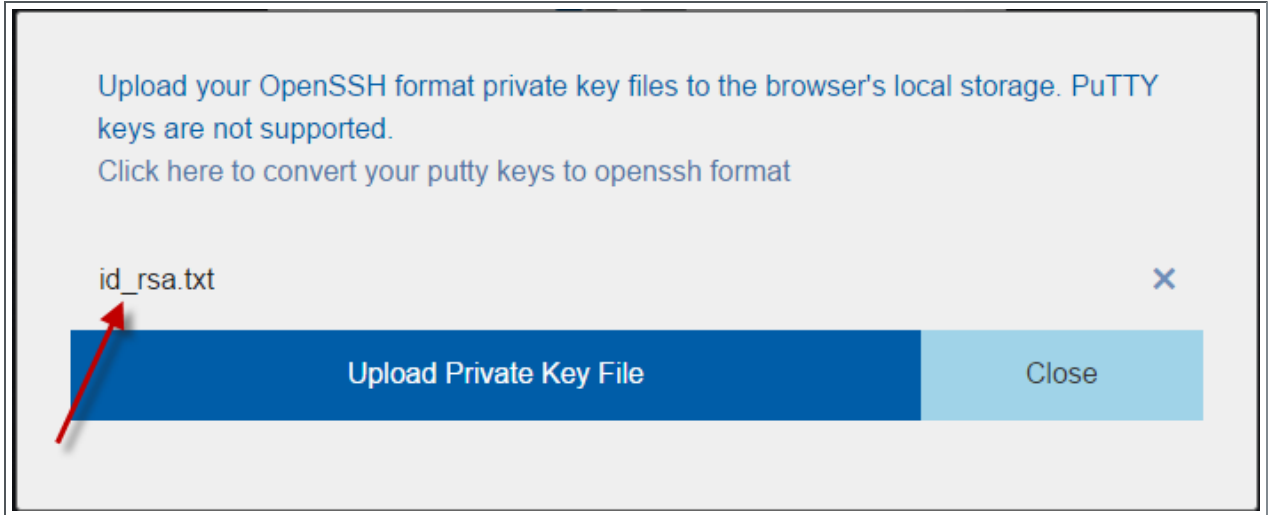 Upload your OpenSSH format private key files to the browser's local storage. PuTTY
keys are not supported.
Click here to convert your putty keys to openssh format
id_rsa.txt
Upload Private Key File
Close